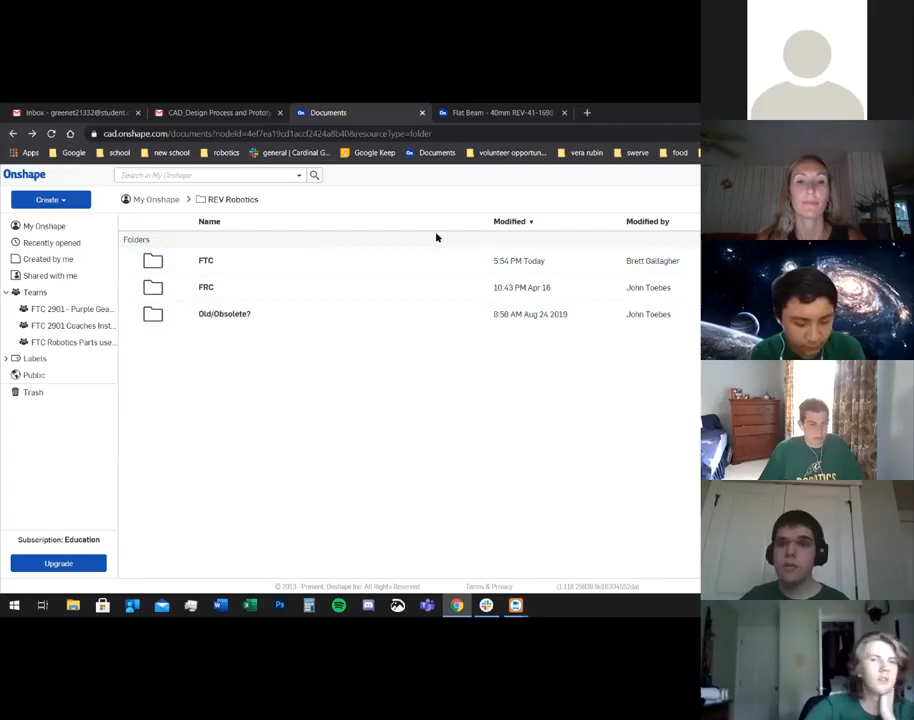 Inbox - greenet21332@student.
CAD_Design Process and Prototy
Documents
Flat Beam - 40mm REV-41-169
cad.onshape.com/documents?nodeId=4ef7ea19cd1accf2424a8b40&resourceType=folder
Apps
Google
school
new school
robotics
general | Cardinal G...
Google Keep
Documents
volunteer opportun...
vera rubin
swerve
food
Onshape
Search in My Onshape
Create
My Onshape
REV Robotics
Name
Modified
Modified by
Folders
My Onshape
Recently opened
Created by me
Shared with me
Teams
FTC 2901 - Purple Gea...
FTC 2901 Coaches Inst...
FTC Robotics Parts use...
Labels
Public
Trash
FTC
5:54 PM Today
Brett Gallagher
FRC
10:43 PM Apr 16
John Toebes
Old/Obsolete?
8:58 AM Aug 24 2019
John Toebes
Subscription: Education
Upgrade
© 2013 - Present, Onshape Inc. All Rights Reserved.
Terms & Privacy